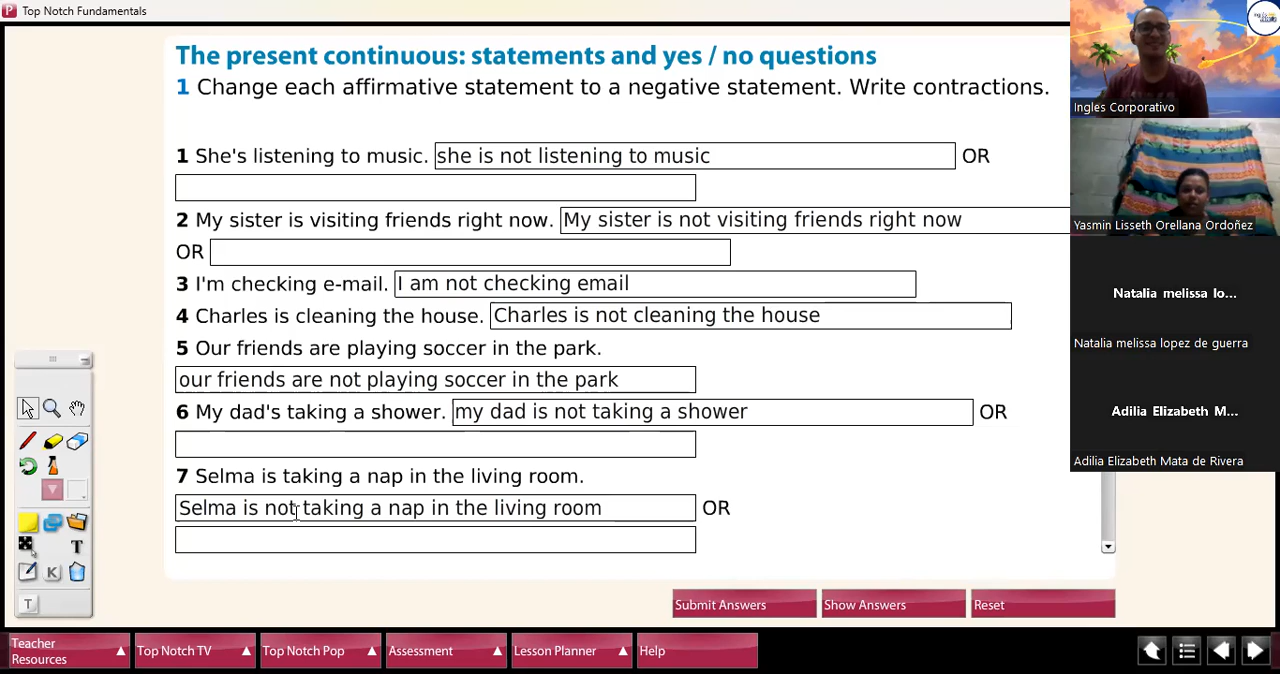 Top Notch Fundamentals
The present continuous: statements and yes / no questions
1 Change each affirmative statement to a negative statement. Write contractions.
1 She's listening to music. she is not listening to music OR
2 My sister is visiting friends right now. My sister is not visiting friends right now
OR
3 I'm checking e-mail. I am not checking email
4 Charles is cleaning the house. Charles is not cleaning the house
5 Our friends are playing soccer in the park.
our friends are not playing soccer in the park
6 My dad's taking a shower. my dad is not taking a shower OR
7 Selma is taking a nap in the living room.
Selma is not taking a nap in the living room OR
Submit Answers Show Answers Reset
Teacher Resources Top Notch TV Top Notch Pop Assessment Lesson Planner Help
T
K
T
Ingles Corporativo
Yasmin Lisseth Orellana Ordoñez
Natalia melissa lo...
Natalia melissa lopez de guerra
Adilia Elizabeth M...
Adilia Elizabeth Mata de Rivera